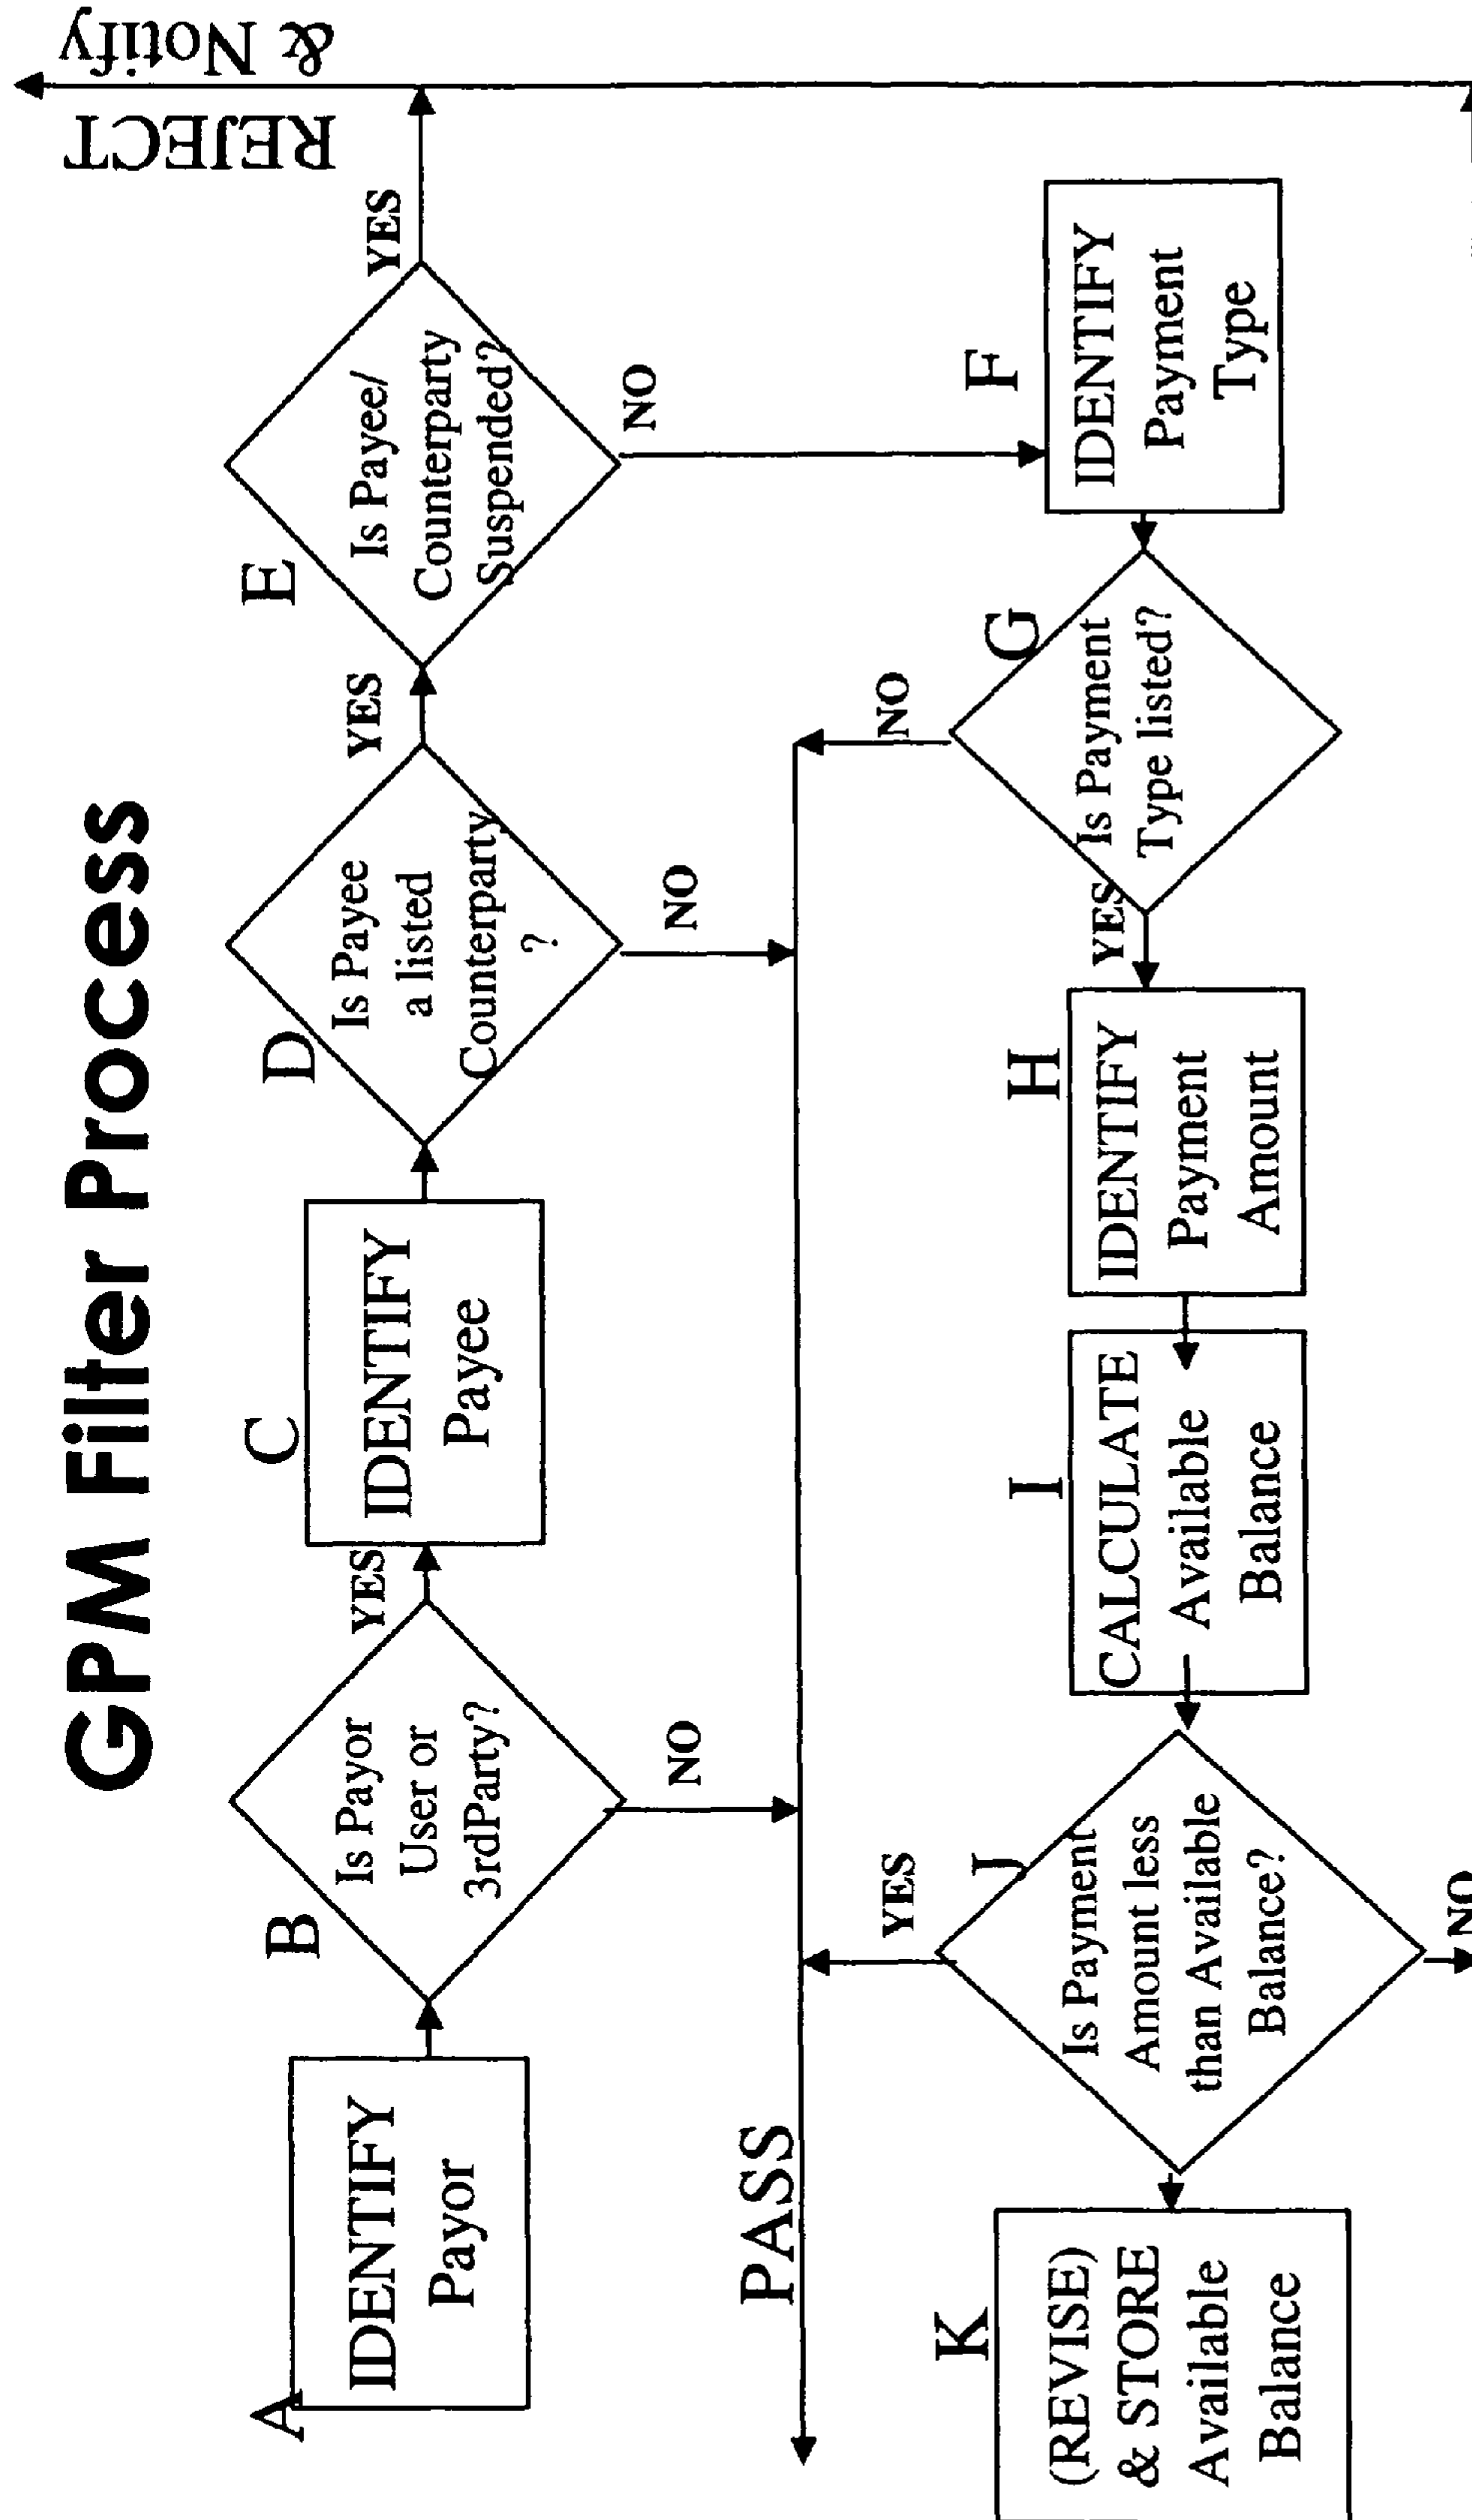 GPM Filter Process
A
IDENTIFY
Payor
B
Is Payor
User or
3rdParty?
YES
NO
C
IDENTIFY
Payee
D
Is Payee
a listed
Counterparty
?
YES
NO
E
Is Payee/
Counterparty
Suspended?
YES
NO
REJECT
& Notify
F
IDENTIFY
Payment
Type
G
Is Payment
Type listed?
NO
YES
H
IDENTIFY
Payment
Amount
I
CALCULATE
Available
Balance
J
Is Payment
Amount less
than Available
Balance?
YES
NO
PASS
K
(REVISE)
& STORE
Available
Balance